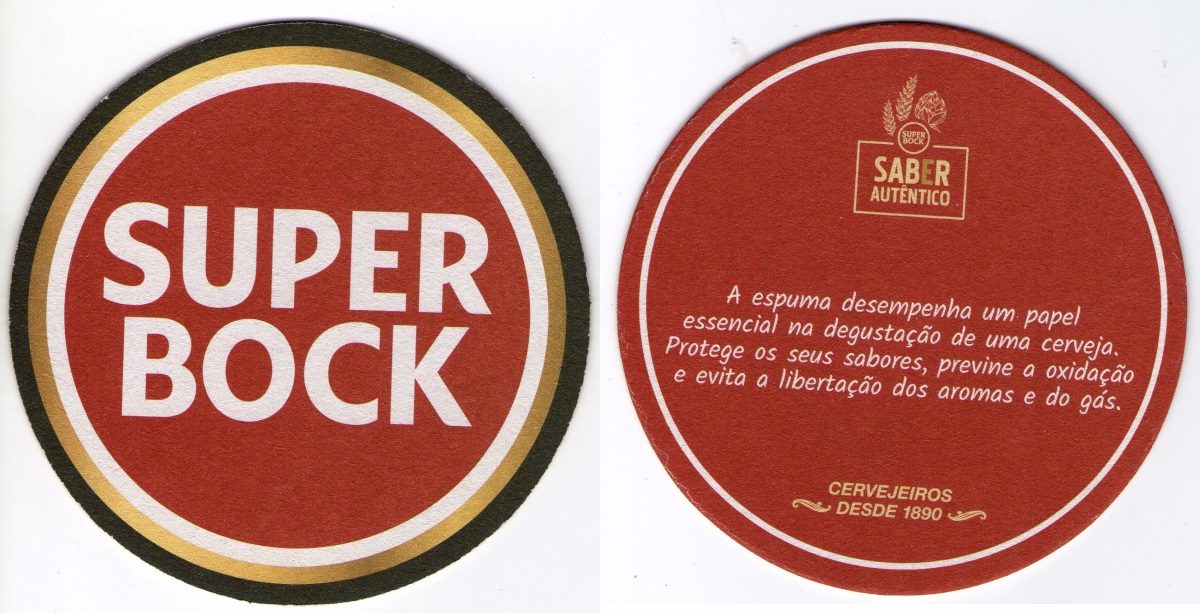 SUPER
BOCK
SUPER
BOCK
SABER
AUTÊNTICO
A espuma desempenha um papel
essencial na degustação de uma cerveja.
Protege os seus sabores, previne a oxidação
e evita a libertação dos aromas e do gás.
CERVEJEIROS
DESDE 1890